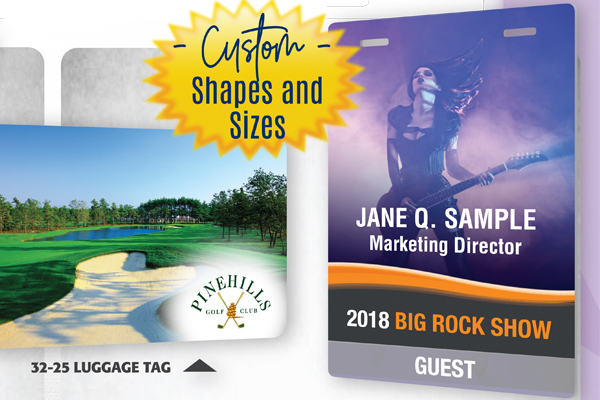 - Custom -
Shapes and
Sizes
JANE Q. SAMPLE
Marketing Director
2018 BIG ROCK SHOW
GUEST
PINEHILLS
GOLF CLUB
32-25 LUGGAGE TAG